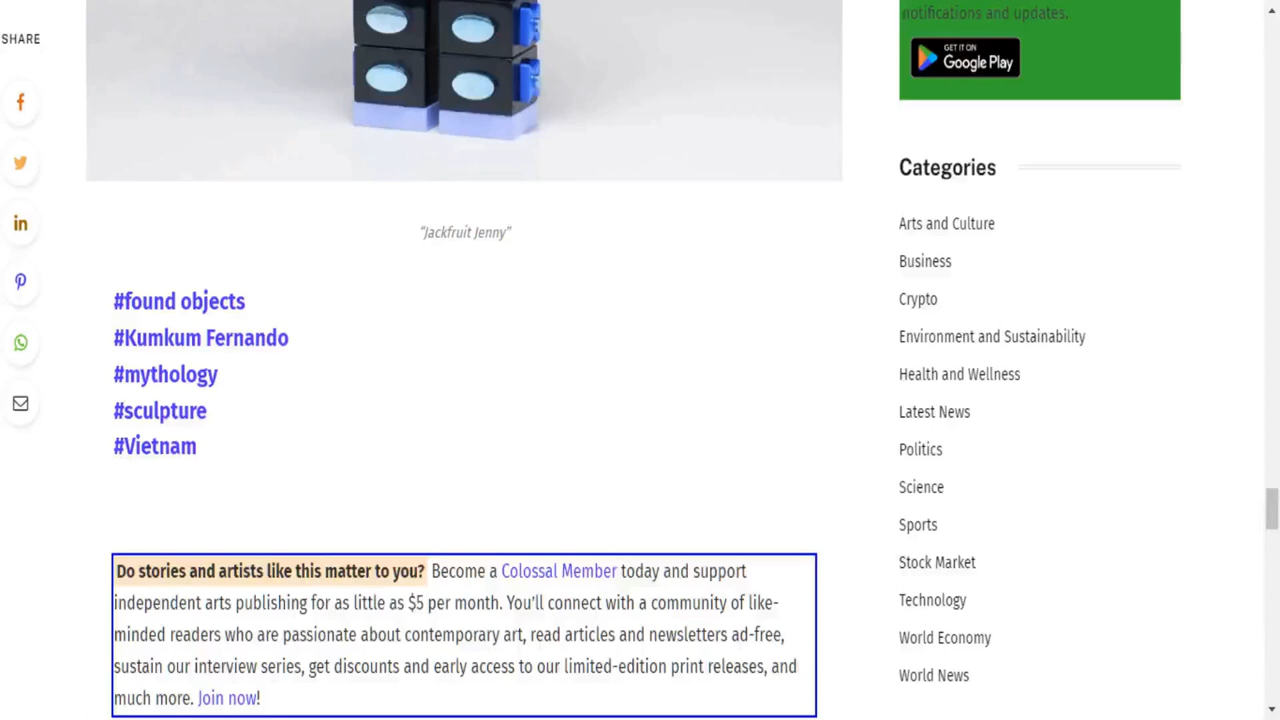 notifications and updates.
SHARE
GET IT ON
Google Play
Categories
"Jackfruit Jenny"
Arts and Culture
Business
Crypto
Environment and Sustainability
Health and Wellness
Latest News
Politics
Science
Sports
Stock Market
Technology
World Economy
World News
#found objects
#Kumkum Fernando
#mythology
#sculpture
#Vietnam
Do stories and artists like this matter to you? Become a Colossal Member today and support
independent arts publishing for as little as $5 per month. You'll connect with a community of like-
minded readers who are passionate about contemporary art, read articles and newsletters ad-free,
sustain our interview series, get discounts and early access to our limited-edition print releases, and
much more. Join now!